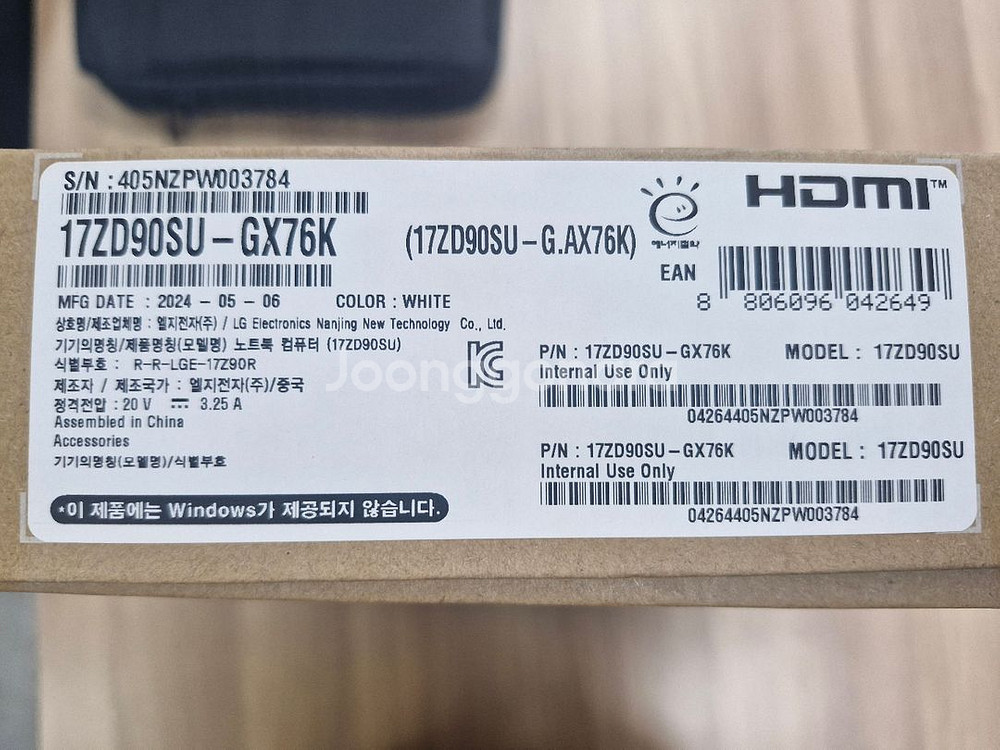 S/N : 405NZPW003784
17ZD90SU - GX76K (17ZD90SU - G.AX76K)
에너지절약
HDMI™
EAN
8 806096 042649
MFG DATE : 2024 - 05 - 06 COLOR : WHITE
상호명/제조업체명 : 엘지전자(주) / LG Electronics Nanjing New Technology Co., Ltd.
기기의명칭/제품명칭(모델명) 노트북 컴퓨터 (17ZD90SU)
식별부호 : R-R-LGE-17Z90R
제조자 / 제조국가 : 엘지전자(주)/중국
정격전압 : 20 V ⎓ 3.25 A
Assembled in China
Accessories
기기의명칭(모델명)/식별부호
*이 제품에는 Windows가 제공되지 않습니다.
P/N : 17ZD90SU - GX76K MODEL : 17ZD90SU
Internal Use Only
04264405NZPW003784
P/N : 17ZD90SU - GX76K MODEL : 17ZD90SU
Internal Use Only
04264405NZPW003784